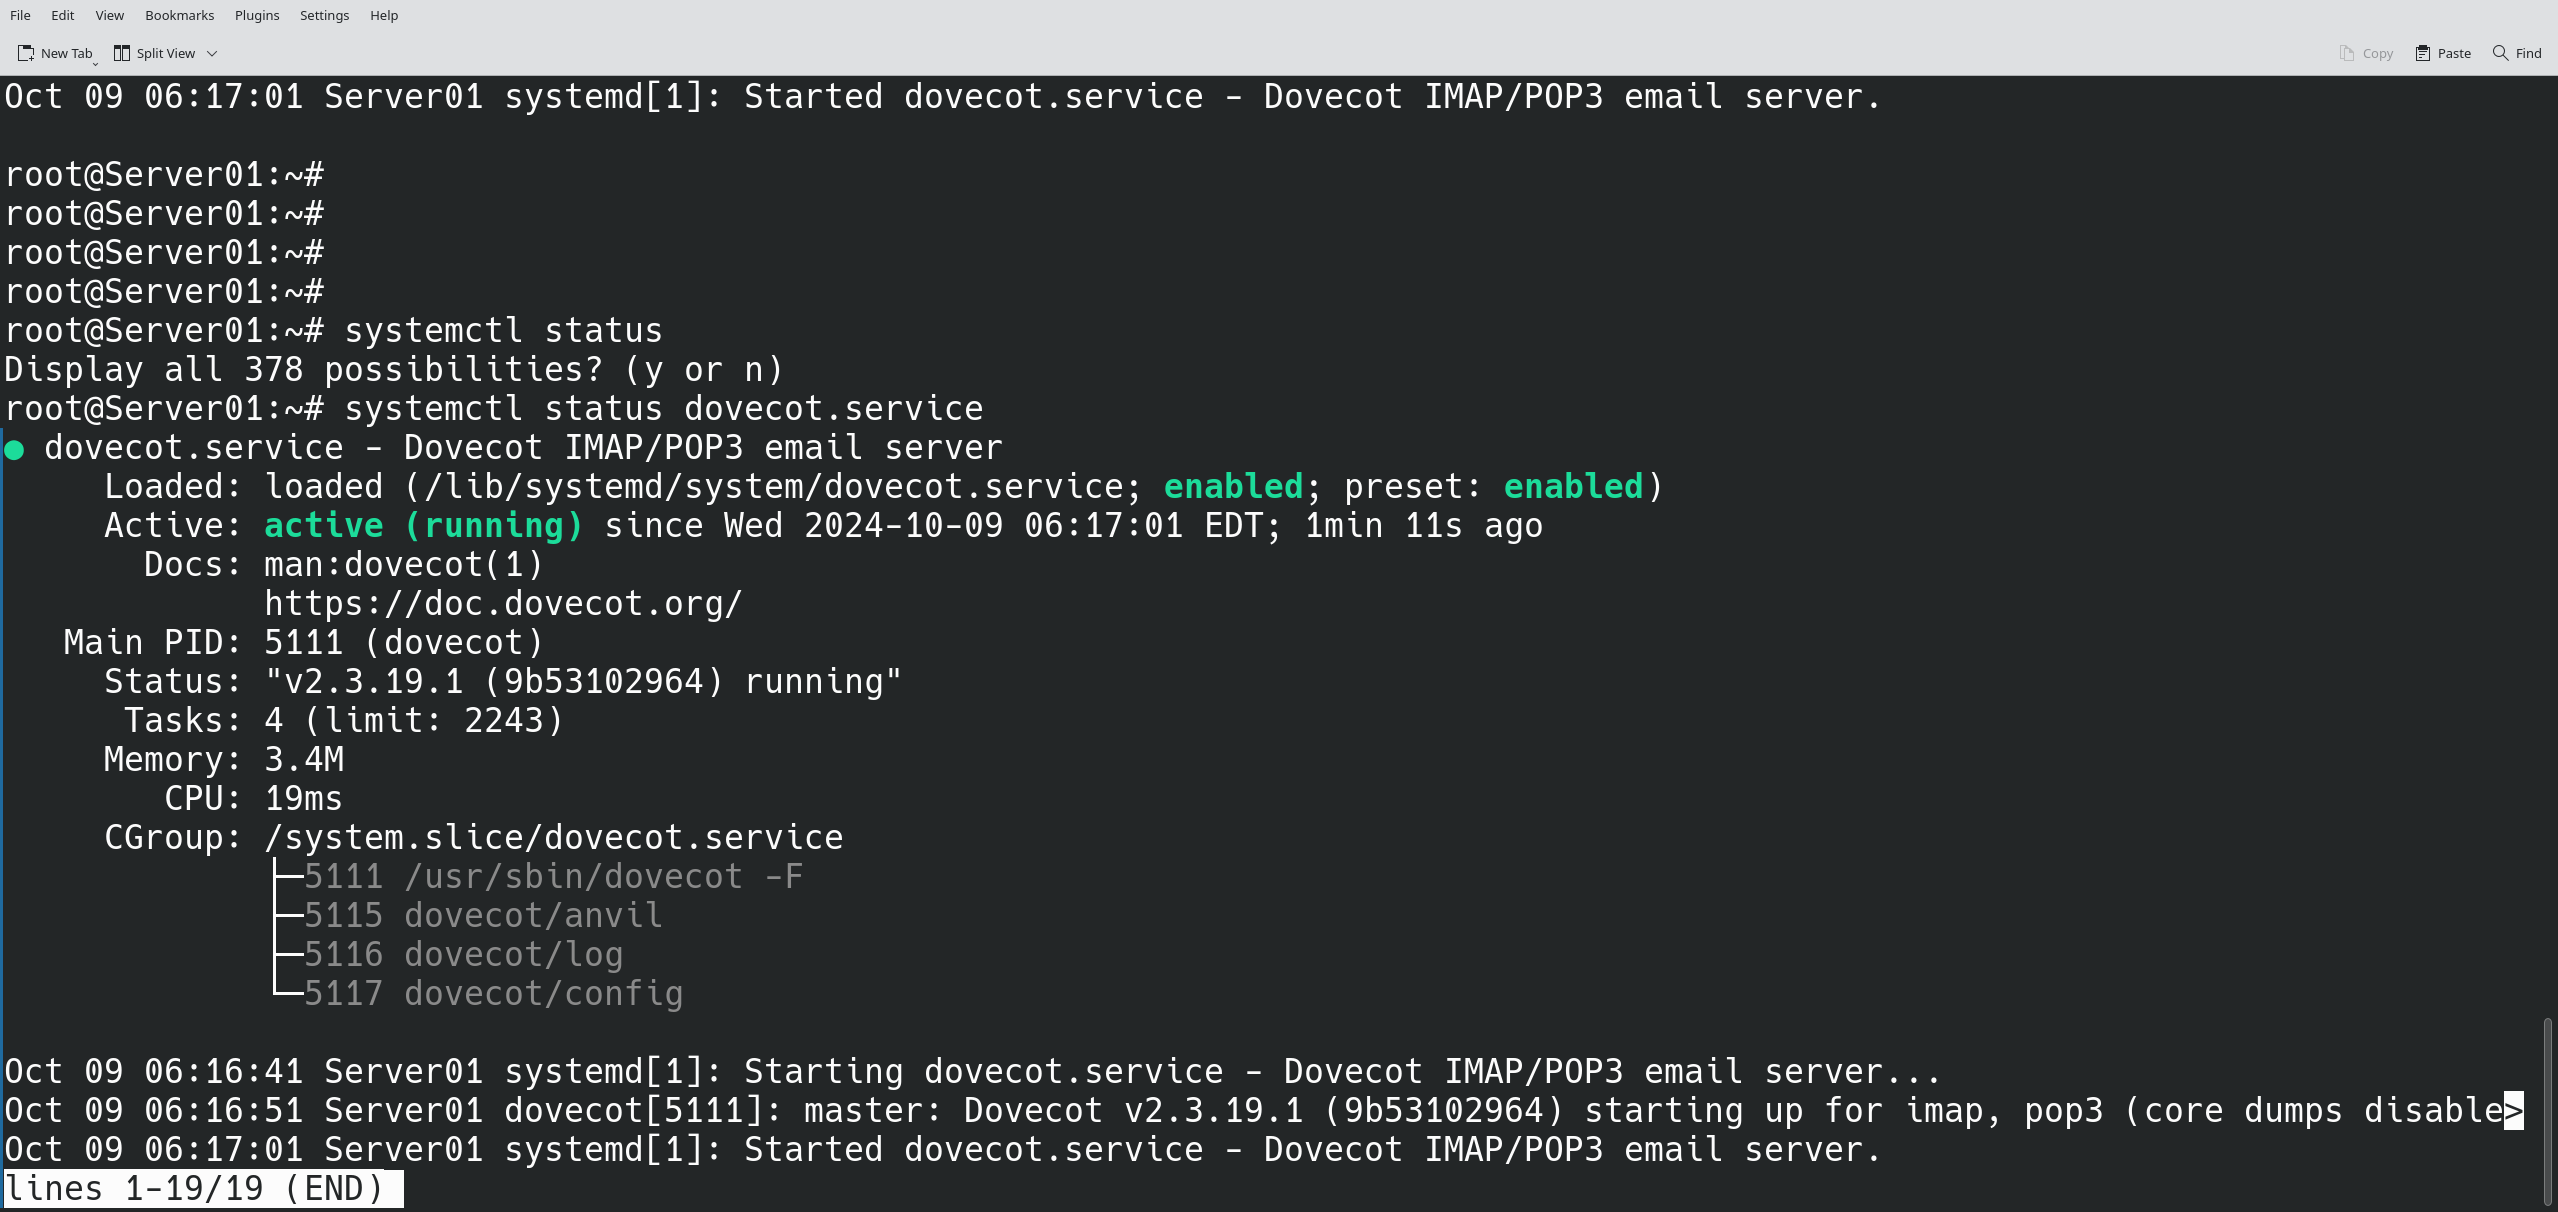 File Edit View Bookmarks Plugins Settings Help
New Tab Split View Copy Paste Find
Oct 09 06:17:01 Server01 systemd[1]: Started dovecot.service - Dovecot IMAP/POP3 email server.
root@Server01:~#
root@Server01:~#
root@Server01:~#
root@Server01:~#
root@Server01:~# systemctl status
Display all 378 possibilities? (y or n)
root@Server01:~# systemctl status dovecot.service
● dovecot.service - Dovecot IMAP/POP3 email server
Loaded: loaded (/lib/systemd/system/dovecot.service; enabled; preset: enabled)
Active: active (running) since Wed 2024-10-09 06:17:01 EDT; 1min 11s ago
Docs: man:dovecot(1)
https://doc.dovecot.org/
Main PID: 5111 (dovecot)
Status: "v2.3.19.1 (9b53102964) running"
Tasks: 4 (limit: 2243)
Memory: 3.4M
CPU: 19ms
CGroup: /system.slice/dovecot.service
├─5111 /usr/sbin/dovecot -F
├─5115 dovecot/anvil
├─5116 dovecot/log
└─5117 dovecot/config
Oct 09 06:16:41 Server01 systemd[1]: Starting dovecot.service - Dovecot IMAP/POP3 email server...
Oct 09 06:16:51 Server01 dovecot[5111]: master: Dovecot v2.3.19.1 (9b53102964) starting up for imap, pop3 (core dumps disable>
Oct 09 06:17:01 Server01 systemd[1]: Started dovecot.service - Dovecot IMAP/POP3 email server.
lines 1-19/19 (END)